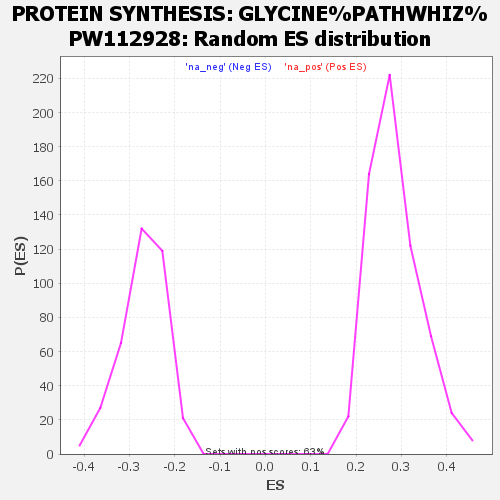 PROTEIN SYNTHESIS: GLYCINE%PATHWHIZ%
PW112928: Random ES distribution
'na_neg' (Neg ES) 'na_pos' (Pos ES)
220
200
180
160
140
120
100
80
60
40
20
0
P(ES)
Sets with pos scores: 63%
-0.4 -0.3 -0.2 -0.1 0.0 0.1 0.2 0.3 0.4
ES